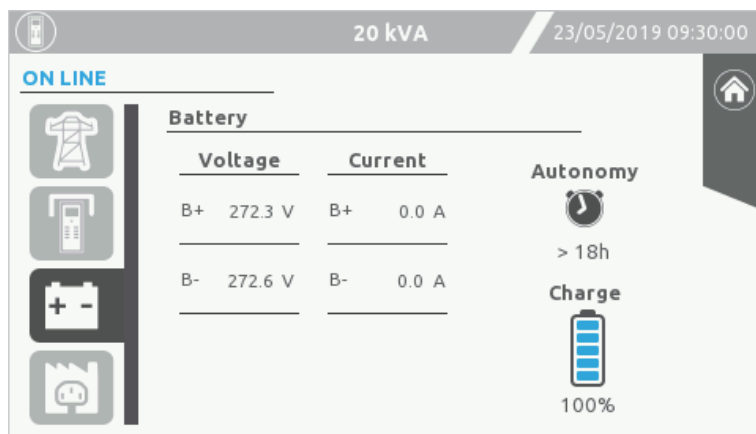 20 kVA 23/05/2019 09:30:00
ON LINE
Battery
Voltage Current
Autonomy
B+ 272.3 V B+ 0.0 A
> 18h
B- 272.6 V B- 0.0 A
Charge
+ -
100%